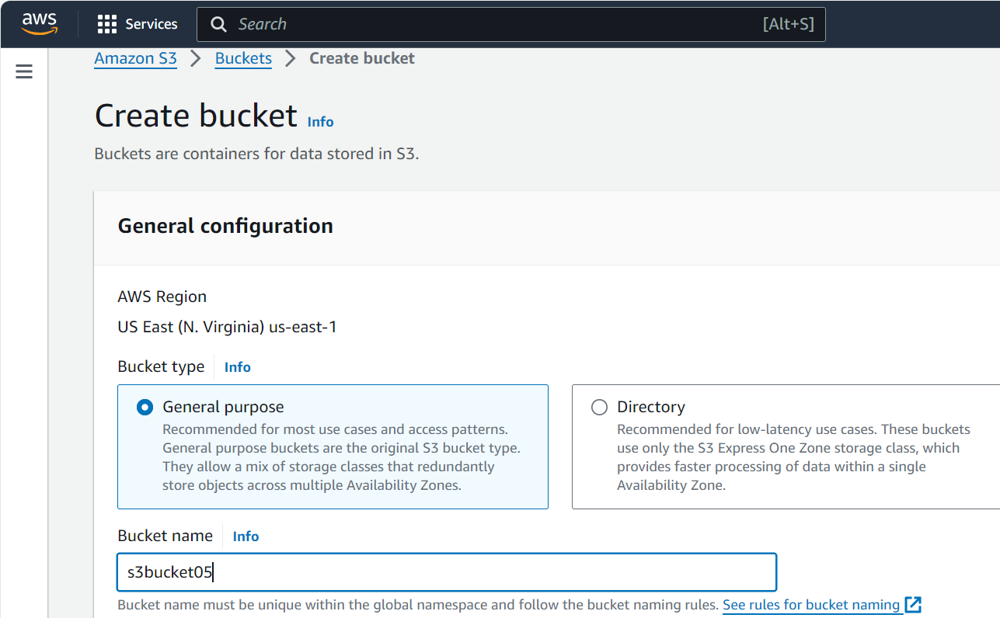 aws Services Search [Alt+S]
Amazon S3 Buckets Create bucket
Create bucket Info
Buckets are containers for data stored in S3.
General configuration
AWS Region
US East (N. Virginia) us-east-1
Bucket type Info
General purpose
Recommended for most use cases and access patterns.
General purpose buckets are the original S3 bucket type.
They allow a mix of storage classes that redundantly
store objects across multiple Availability Zones.
Directory
Recommended for low-latency use cases. These buckets
use only the S3 Express One Zone storage class, which
provides faster processing of data within a single
Availability Zone.
Bucket name Info
s3bucket05
Bucket name must be unique within the global namespace and follow the bucket naming rules. See rules for bucket naming